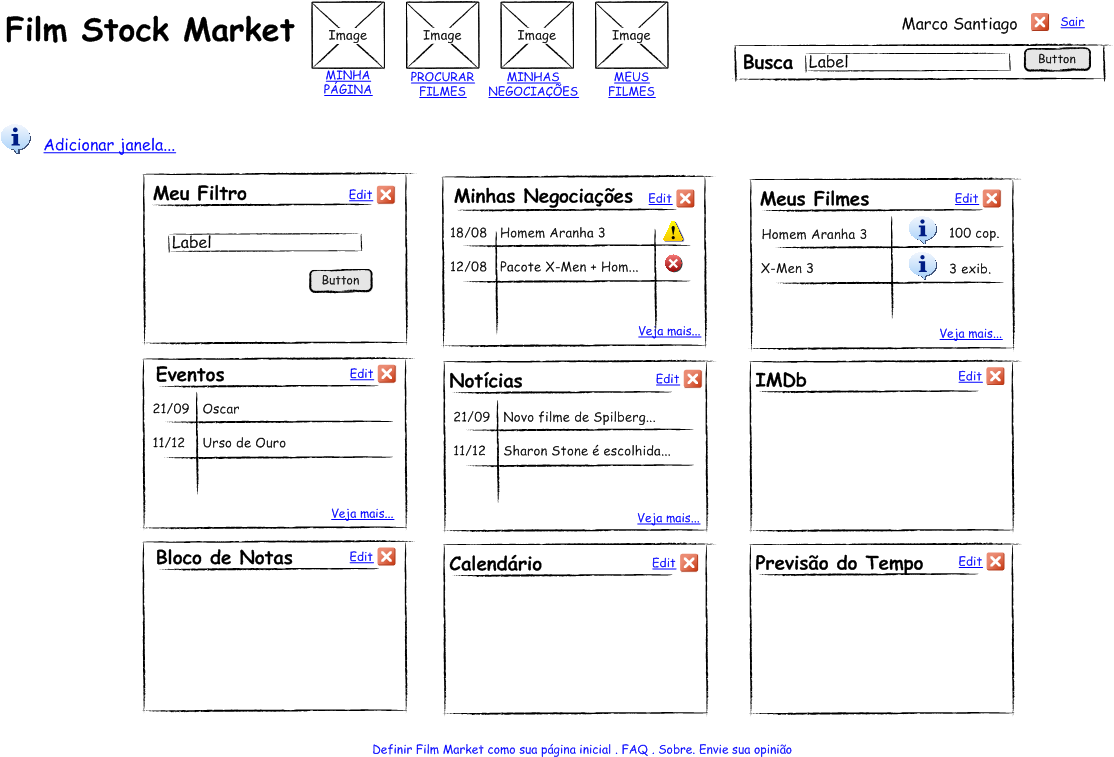 Film Stock Market
Image
Image
Image
Image
MINHA
PÁGINA
PROCURAR
FILMES
MINHAS
NEGOCIAÇÕES
MEUS
FILMES
Marco Santiago
Sair
Busca
Label
Button
Adicionar janela...
Meu Filtro
Edit
Label
Button
Minhas Negociações
Edit
18/08 Homem Aranha 3
12/08 Pacote X-Men + Hom...
Veja mais...
Meus Filmes
Edit
Homem Aranha 3 100 cop.
X-Men 3 3 exib.
Veja mais...
Eventos
Edit
21/09 Oscar
11/12 Urso de Ouro
Veja mais...
Notícias
Edit
21/09 Novo filme de Spilberg...
11/12 Sharon Stone é escolhida...
Veja mais...
IMDb
Edit
Bloco de Notas
Edit
Calendário
Edit
Previsão do Tempo
Edit
Definir Film Market como sua página inicial . FAQ . Sobre. Envie sua opinião